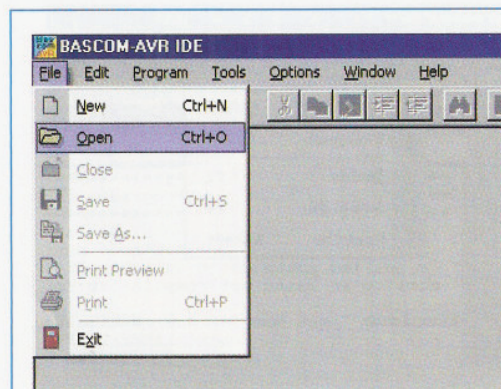 BASCOM-AVR IDE
File Edit Program Tools Options Window Help
New Ctrl+N
Open Ctrl+O
Close
Save Ctrl+S
Save As...
Print Preview
Print Ctrl+P
Exit